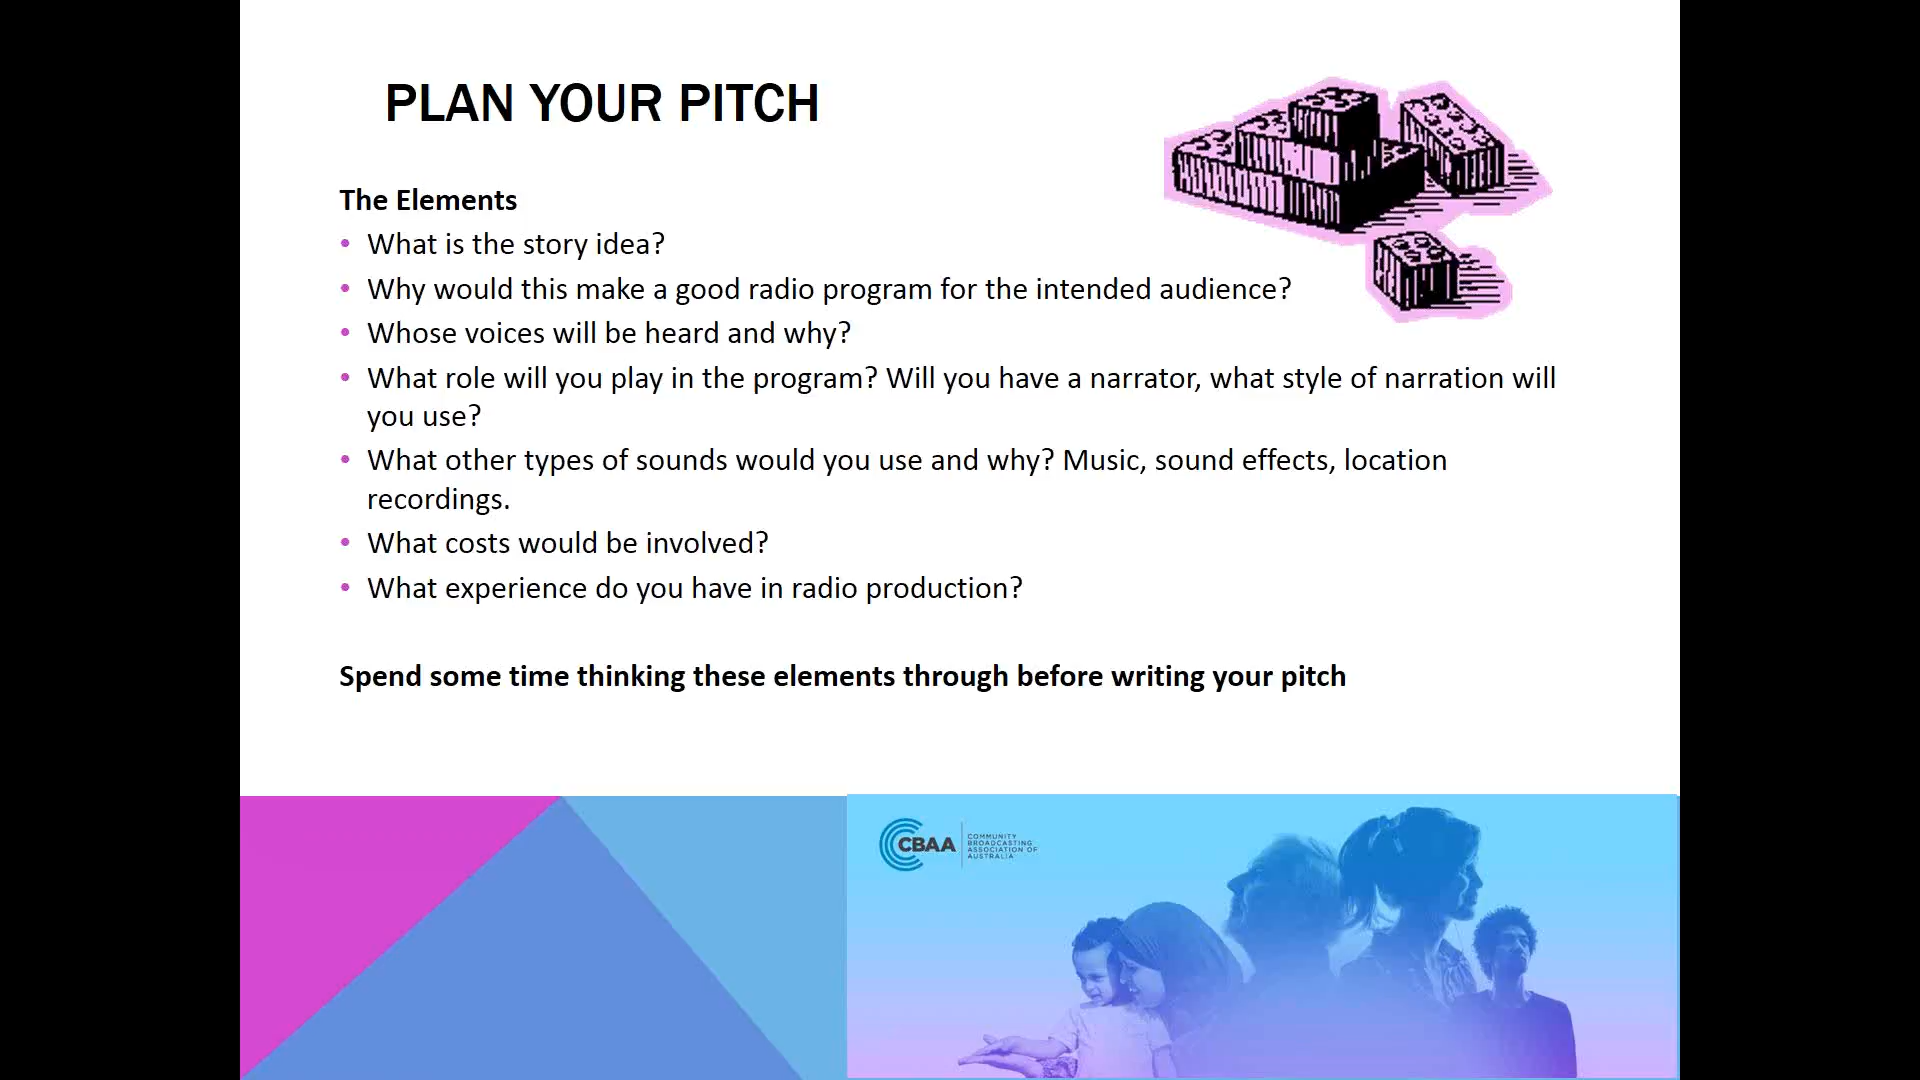 PLAN YOUR PITCH
The Elements
• What is the story idea?
• Why would this make a good radio program for the intended audience?
• Whose voices will be heard and why?
• What role will you play in the program? Will you have a narrator, what style of narration will
you use?
• What other types of sounds would you use and why? Music, sound effects, location
recordings.
• What costs would be involved?
• What experience do you have in radio production?
Spend some time thinking these elements through before writing your pitch
CBAA
COMMUNITY
BROADCASTING
ASSOCIATION OF
AUSTRALIA